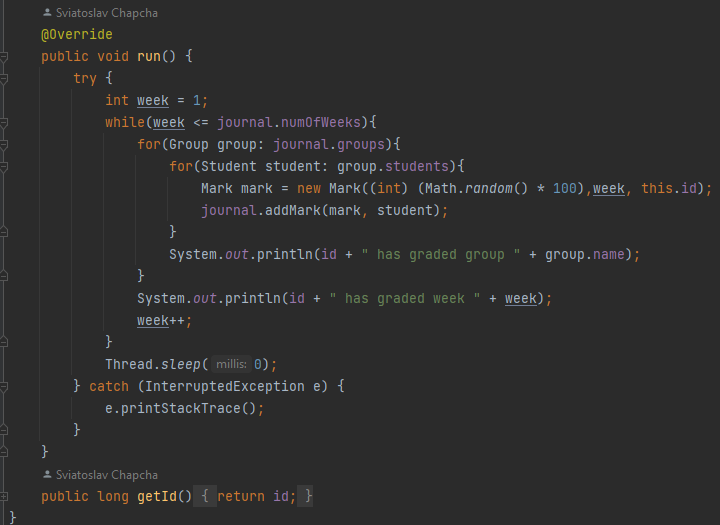 Sviatoslav Chapcha
@Override
public void run() {
try {
int week = 1;
while(week <= journal.numOfWeeks){
for(Group group: journal.groups){
for(Student student: group.students){
Mark mark = new Mark((int) (Math.random() * 100),week, this.id);
journal.addMark(mark, student);
}
System.out.println(id + " has graded group " + group.name);
}
System.out.println(id + " has graded week " + week);
week++;
}
Thread.sleep( millis: 0);
} catch (InterruptedException e) {
e.printStackTrace();
}
}
Sviatoslav Chapcha
public long getId() { return id; }
}